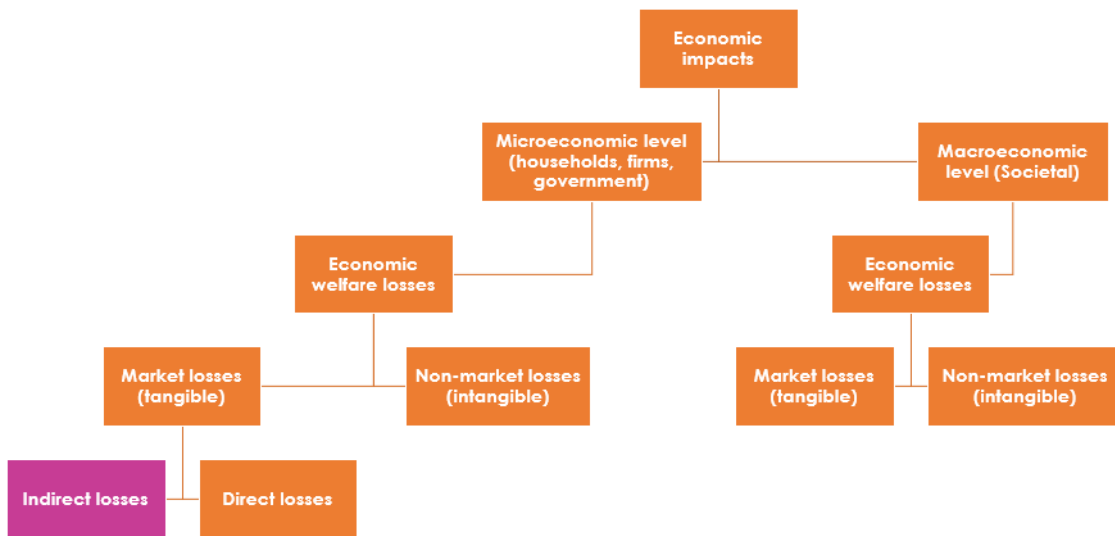 Economic
impacts
Microeconomic level
(households, firms,
government)
Macroeconomic
level (Societal)
Economic
welfare losses
Economic
welfare losses
Market losses
(tangible)
Non-market losses
(intangible)
Market losses
(tangible)
Non-market losses
(intangible)
Indirect losses
Direct losses